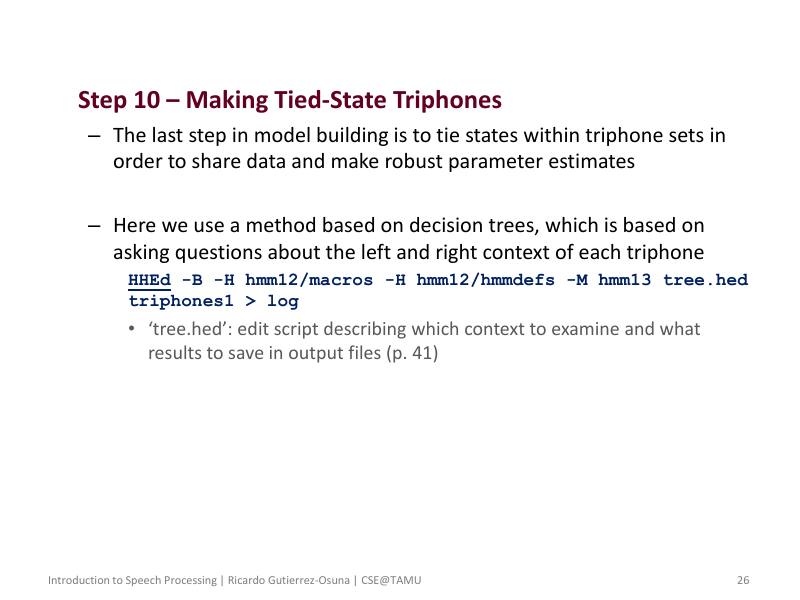 Step 10 – Making Tied-State Triphones
– The last step in model building is to tie states within triphone sets in
order to share data and make robust parameter estimates
– Here we use a method based on decision trees, which is based on
asking questions about the left and right context of each triphone
HHEd -B -H hmm12/macros -H hmm12/hmmdefs -M hmm13 tree.hed
triphones1 > log
• ‘tree.hed’: edit script describing which context to examine and what
results to save in output files (p. 41)
Introduction to Speech Processing | Ricardo Gutierrez-Osuna | CSE@TAMU 26